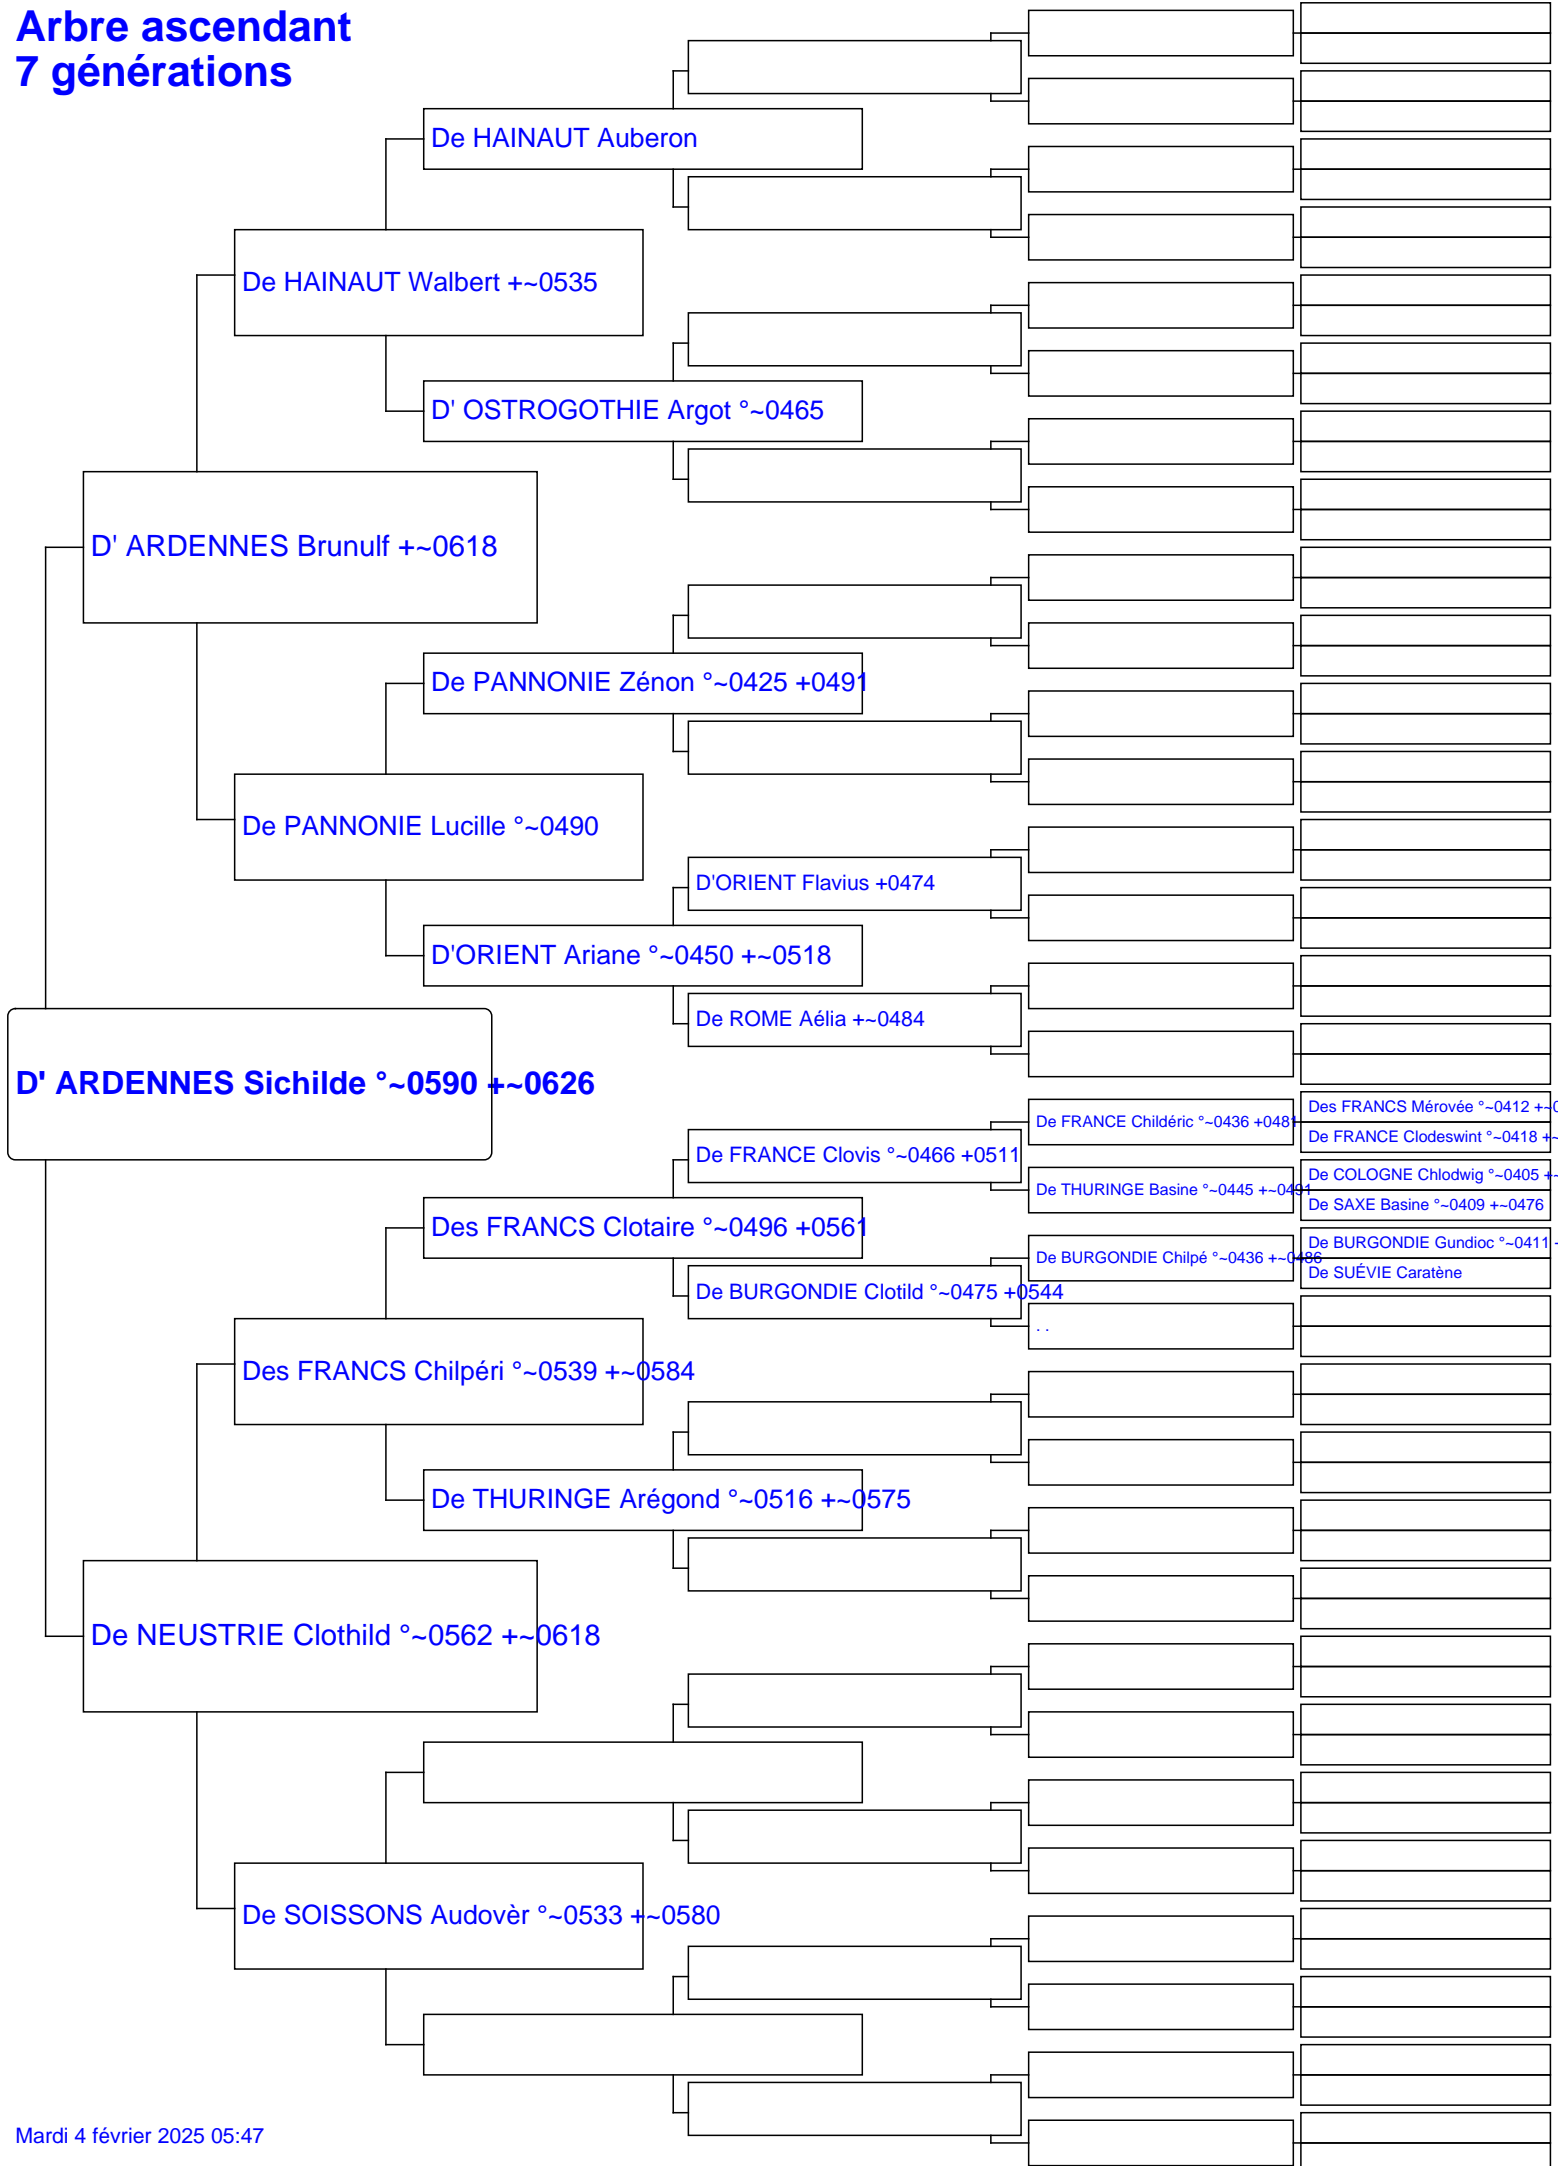 Arbre ascendant
7 générations
De HAINAUT Auberon
De HAINAUT Walbert +~0535
D' OSTROGOTHIE Argot °~0465
D' ARDENNES Brunulf +~0618
De PANNONIE Zénon °~0425 +0491
De PANNONIE Lucille °~0490
D'ORIENT Flavius +0474
D'ORIENT Ariane °~0450 +~0518
De ROME Aélia +~0484
D' ARDENNES Sichilde °~0590 +~0626
Des FRANCS Mérovée °~0412 +~0
De FRANCE Childéric °~0436 +0481
De FRANCE Clodeswint °~0418 +~
De FRANCE Clovis °~0466 +0511
De COLOGNE Chlodwig °~0405 +~
De THURINGE Basine °~0445 +~0491
De SAXE Basine °~0409 +~0476
Des FRANCS Clotaire °~0496 +0561
De BURGONDIE Gundioc °~0411 +
De BURGONDIE Chilpé °~0436 +~0486
De SUÉVIE Caratène
De BURGONDIE Clotild °~0475 +0544
. .
Des FRANCS Chilpéri °~0539 +~0584
De THURINGE Arégond °~0516 +~0575
De NEUSTRIE Clothild °~0562 +~0618
De SOISSONS Audovèr °~0533 +~0580
Mardi 4 février 2025 05:47